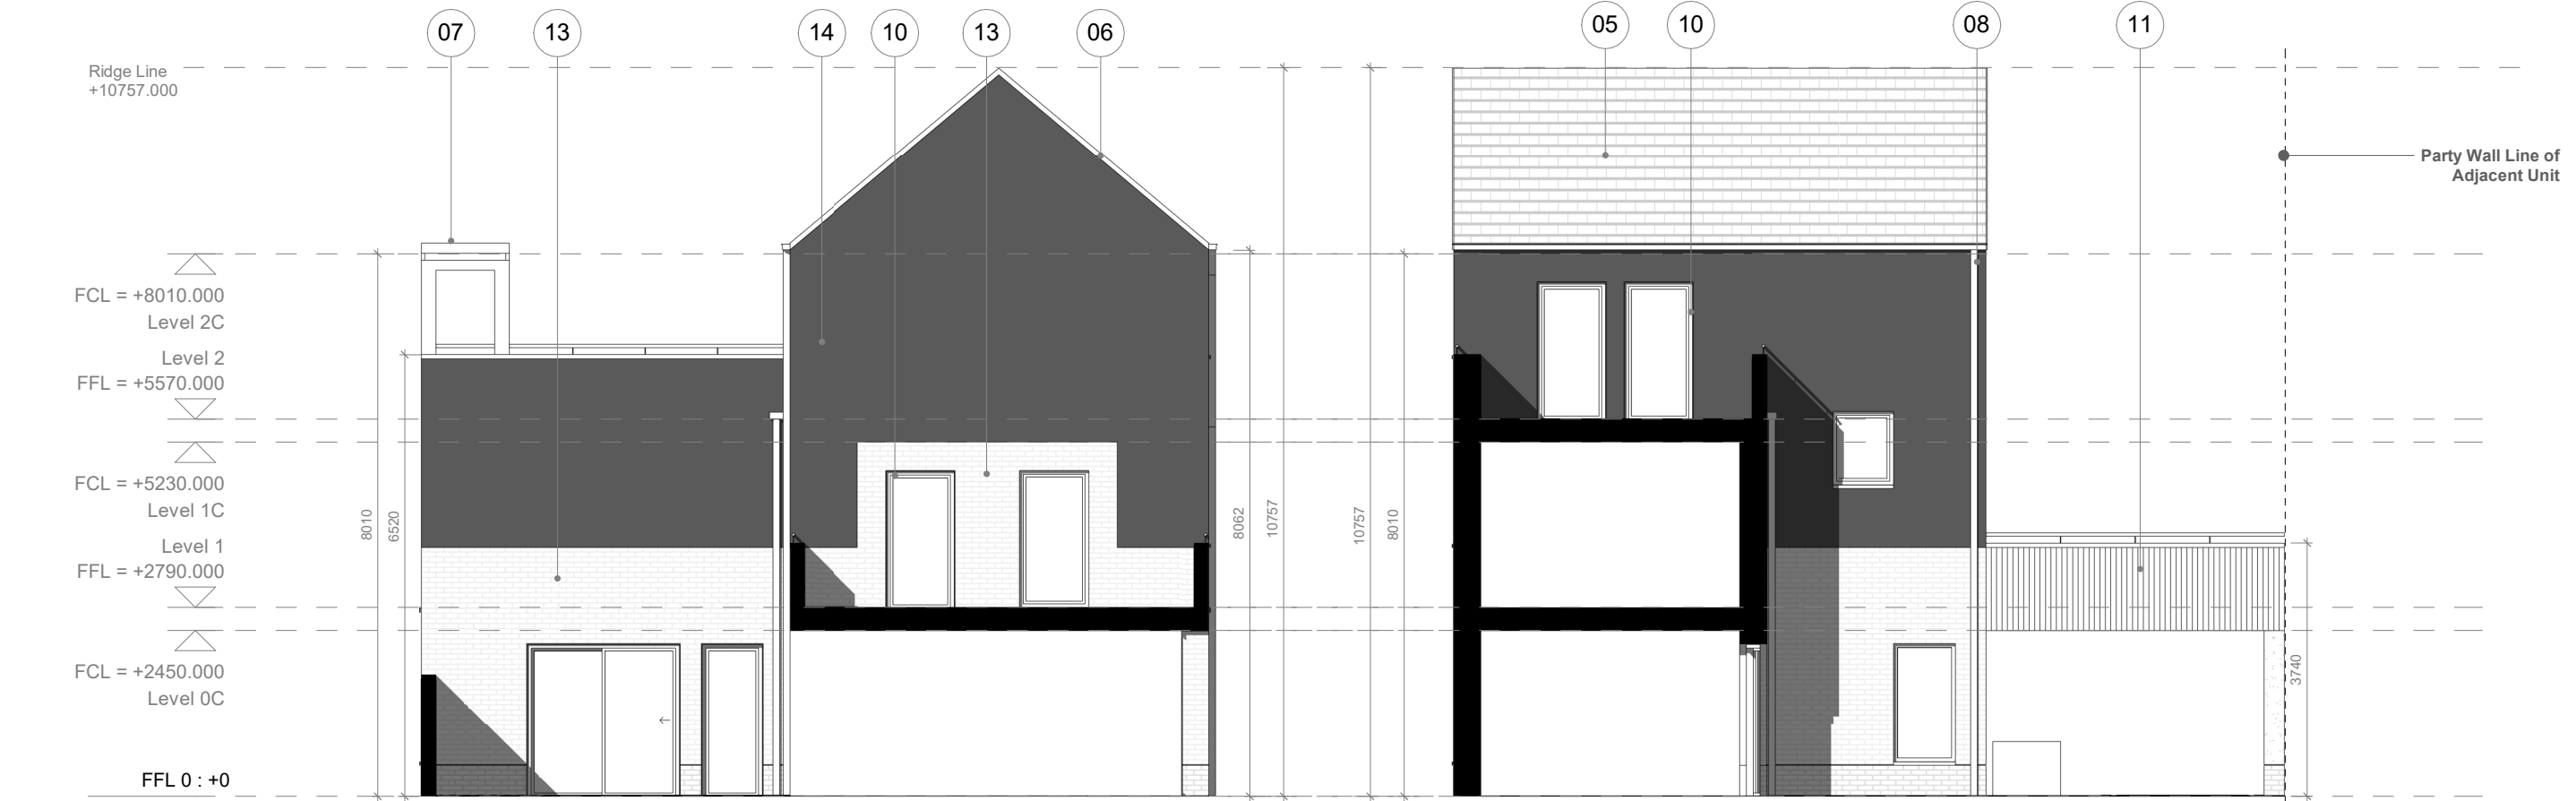 07
13
14
10
13
06
05
10
08
11
Ridge Line
+10757.000
Party Wall Line of
Adjacent Unit
FCL = +8010.000
Level 2C
Level 2
FFL = +5570.000
FCL = +5230.000
Level 1C
Level 1
FFL = +2790.000
FCL = +2450.000
Level 0C
FFL 0 : +0
8010
6520
8062
10757
10757
8010
3740